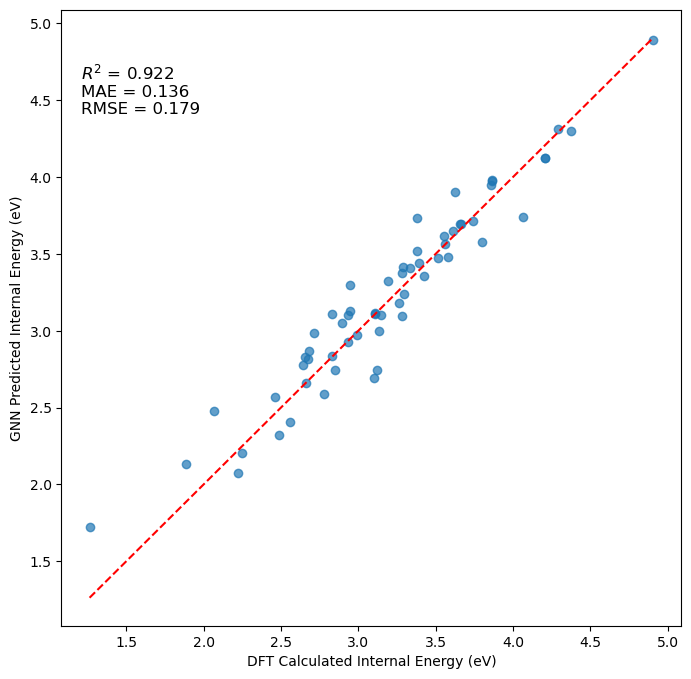 R² = 0.922
MAE = 0.136
RMSE = 0.179
5.0
4.5
4.0
3.5
3.0
2.5
2.0
1.5
GNN Predicted Internal Energy (eV)
1.5 2.0 2.5 3.0 3.5 4.0 4.5 5.0
DFT Calculated Internal Energy (eV)